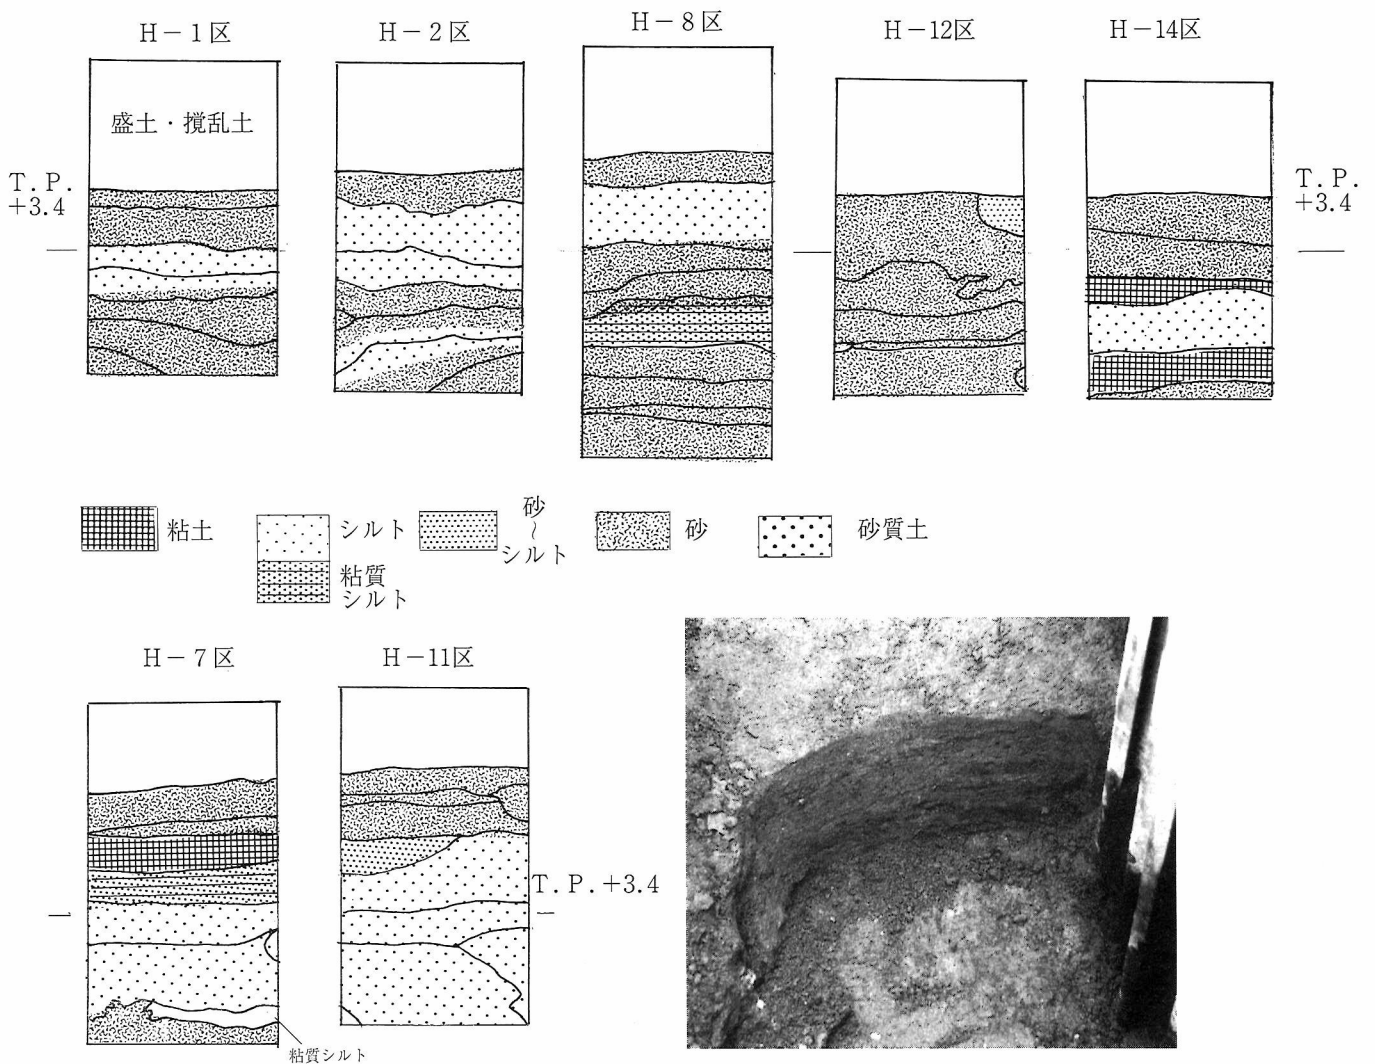 H－1区
H－2区
H－8区
H－12区
H－14区
盛土・撹乱土
T. P.
+3.4
T. P.
+3.4
粘土
シルト
粘質
シルト
砂
～
シルト
砂
砂質土
H－7区
H－11区
T. P. +3.4
粘質シルト